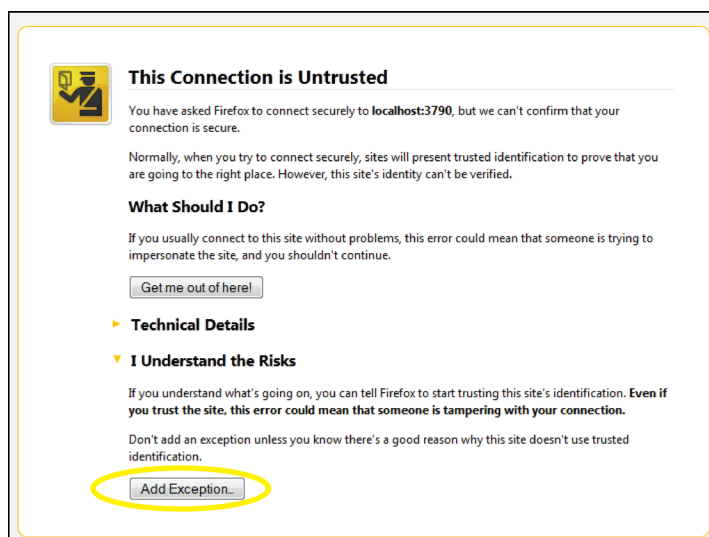 This Connection is Untrusted
You have asked Firefox to connect securely to localhost:3790, but we can't confirm that your
connection is secure.
Normally, when you try to connect securely, sites will present trusted identification to prove that you
are going to the right place. However, this site's identity can't be verified.
What Should I Do?
If you usually connect to this site without problems, this error could mean that someone is trying to
impersonate the site, and you shouldn't continue.
Get me out of here!
Technical Details
I Understand the Risks
If you understand what's going on, you can tell Firefox to start trusting this site's identification. Even if
you trust the site, this error could mean that someone is tampering with your connection.
Don't add an exception unless you know there's a good reason why this site doesn't use trusted
identification.
Add Exception...